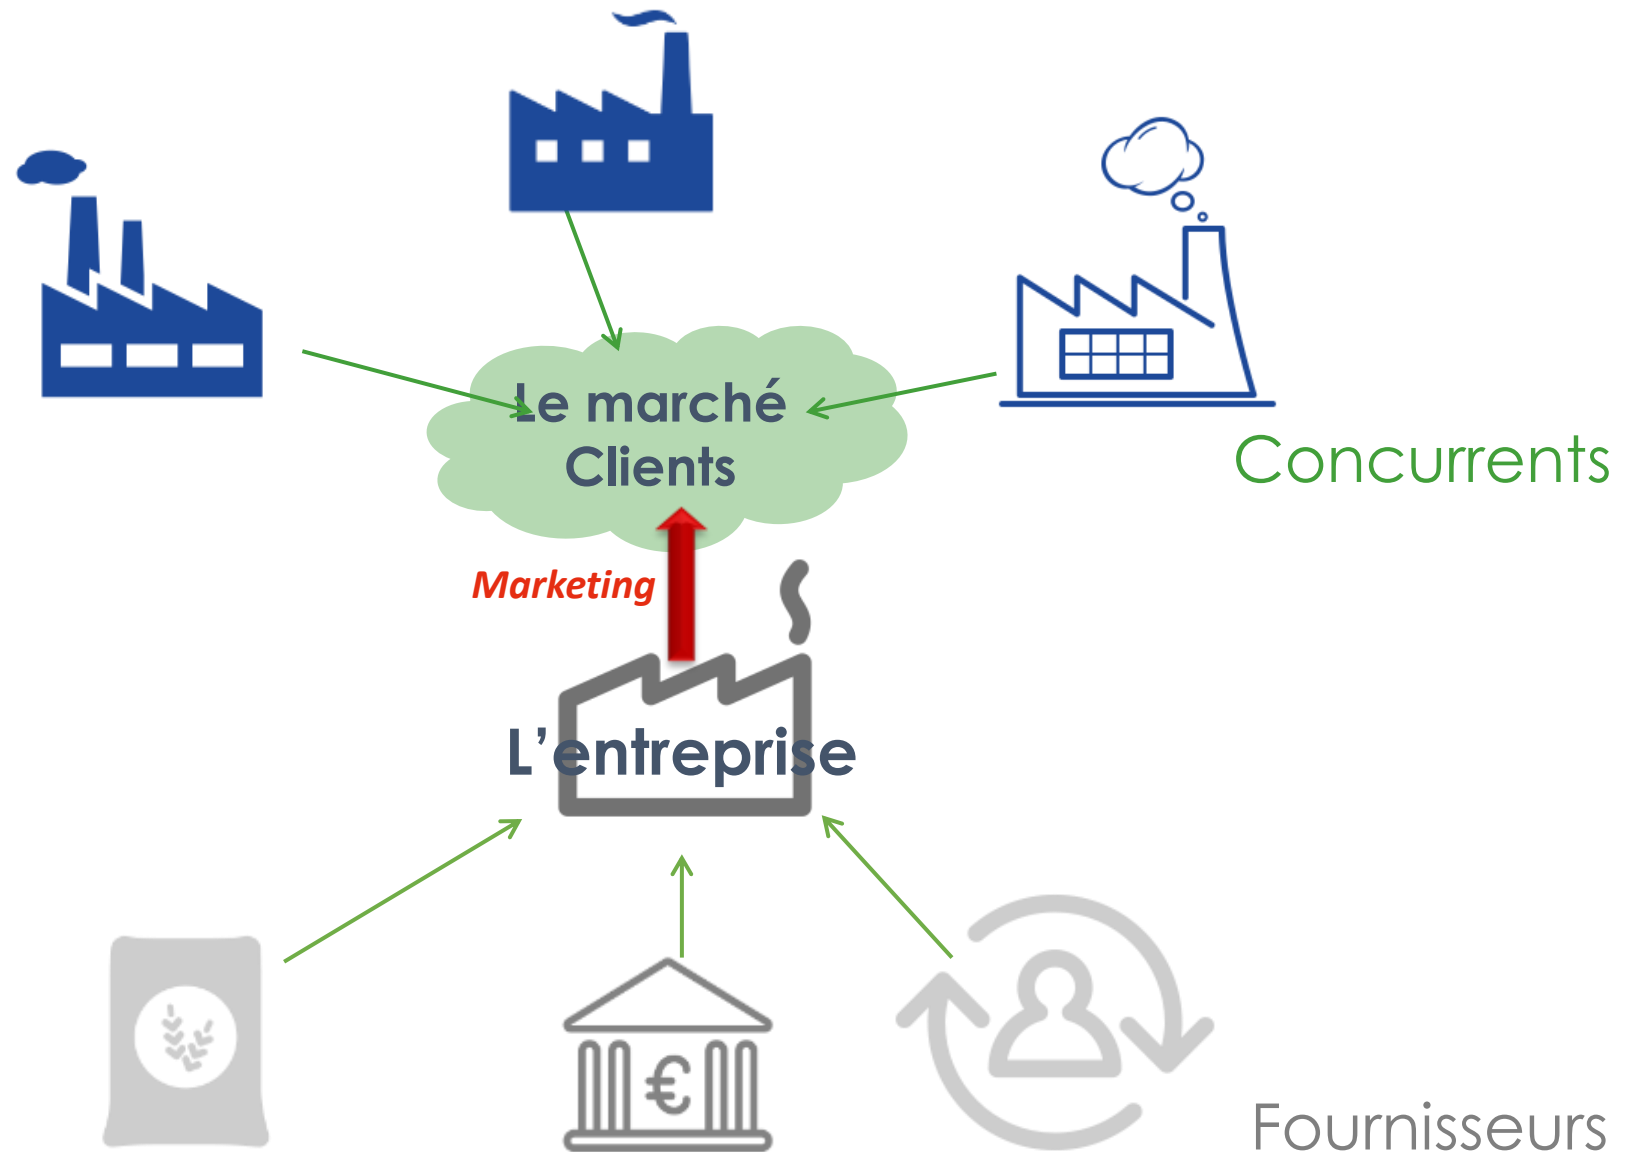 Le marché
Clients
Concurrents
Marketing
L’entreprise
€
Fournisseurs